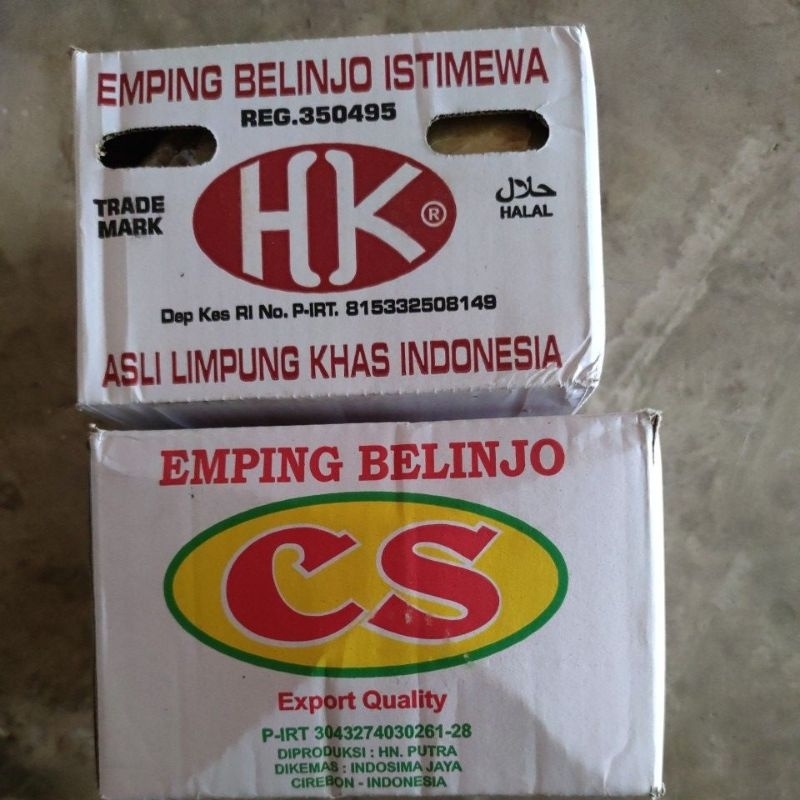 EMPING BELINJO ISTIMEWA
REG.350495
TRADE
MARK
HK®
حلال
HALAL
Dep Kes RI No. P-IRT. 815332508149
ASLI LIMPUNG KHAS INDONESIA
EMPING BELINJO
CS
Export Quality
P-IRT 3043274030261-28
DIPRODUKSI : HN. PUTRA
DIKEMAS : INDOSIMA JAYA
CIREBON - INDONESIA